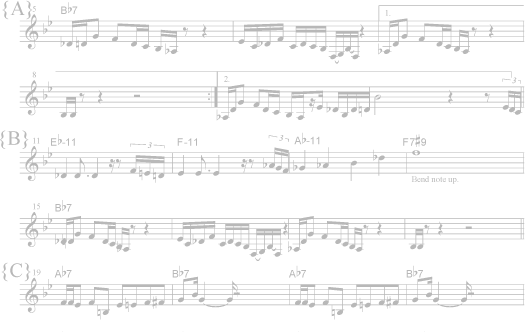 {A} 5 B♭7 1.
8 2. 3
{B} 11 E♭-11 3 F-11 3 A♭-11 F7♯9
Bend note up.
15 B♭7
{C} 19 A♭7 B♭7 A♭7 B♭7